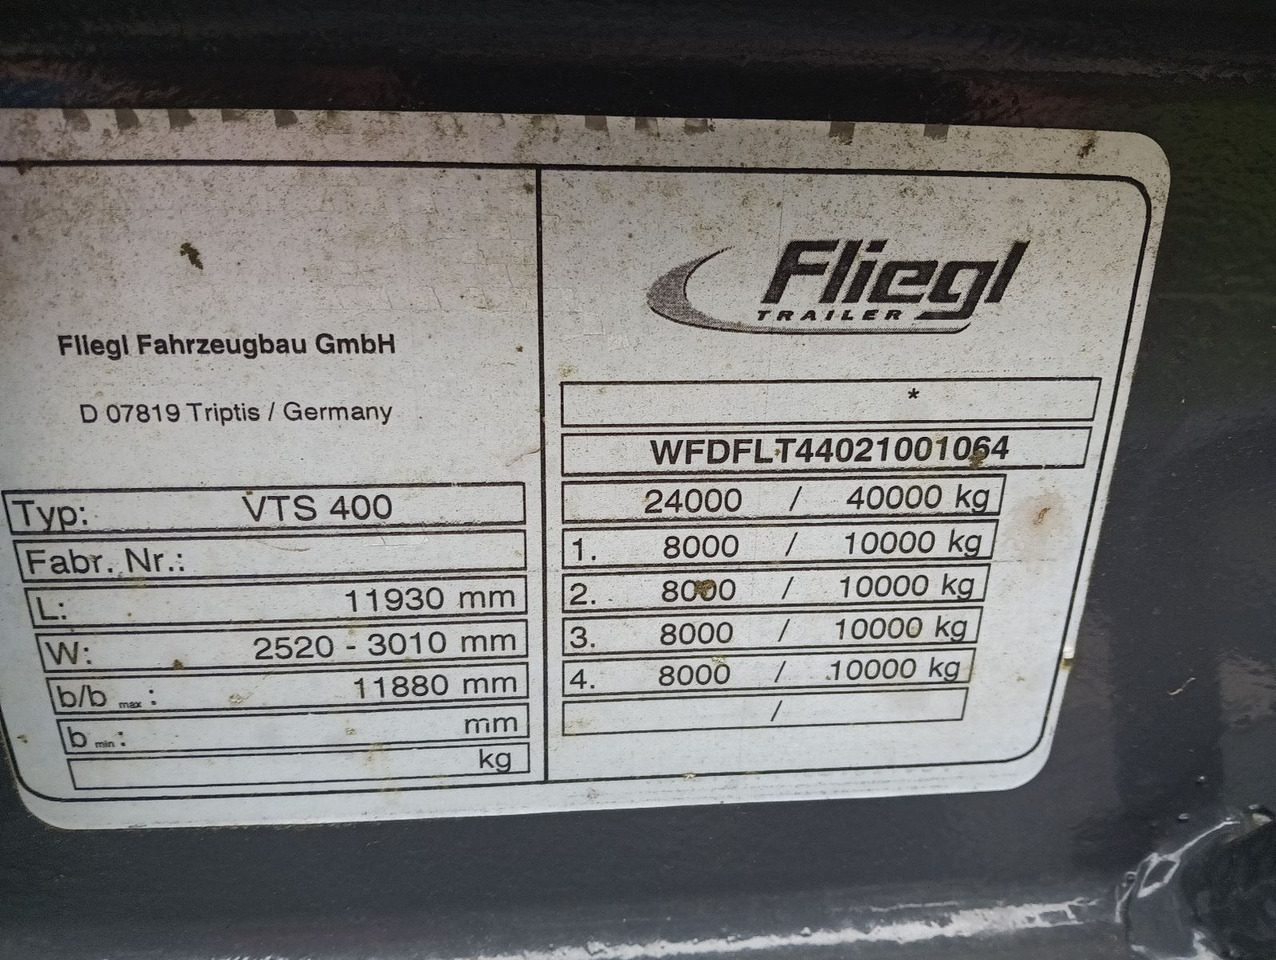 Fliegl Fahrzeugbau GmbH
D 07819 Triptis / Germany
Typ: VTS 400
Fabr. Nr.:
L: 11930 mm
W: 2520 - 3010 mm
b/b max : 11880 mm
b min: mm
kg
Fliegl
TRAILER
*
WFDFLT44021001064
24000 / 40000 kg
1. 8000 / 10000 kg
2. 8000 / 10000 kg
3. 8000 / 10000 kg
4. 8000 / 10000 kg
/